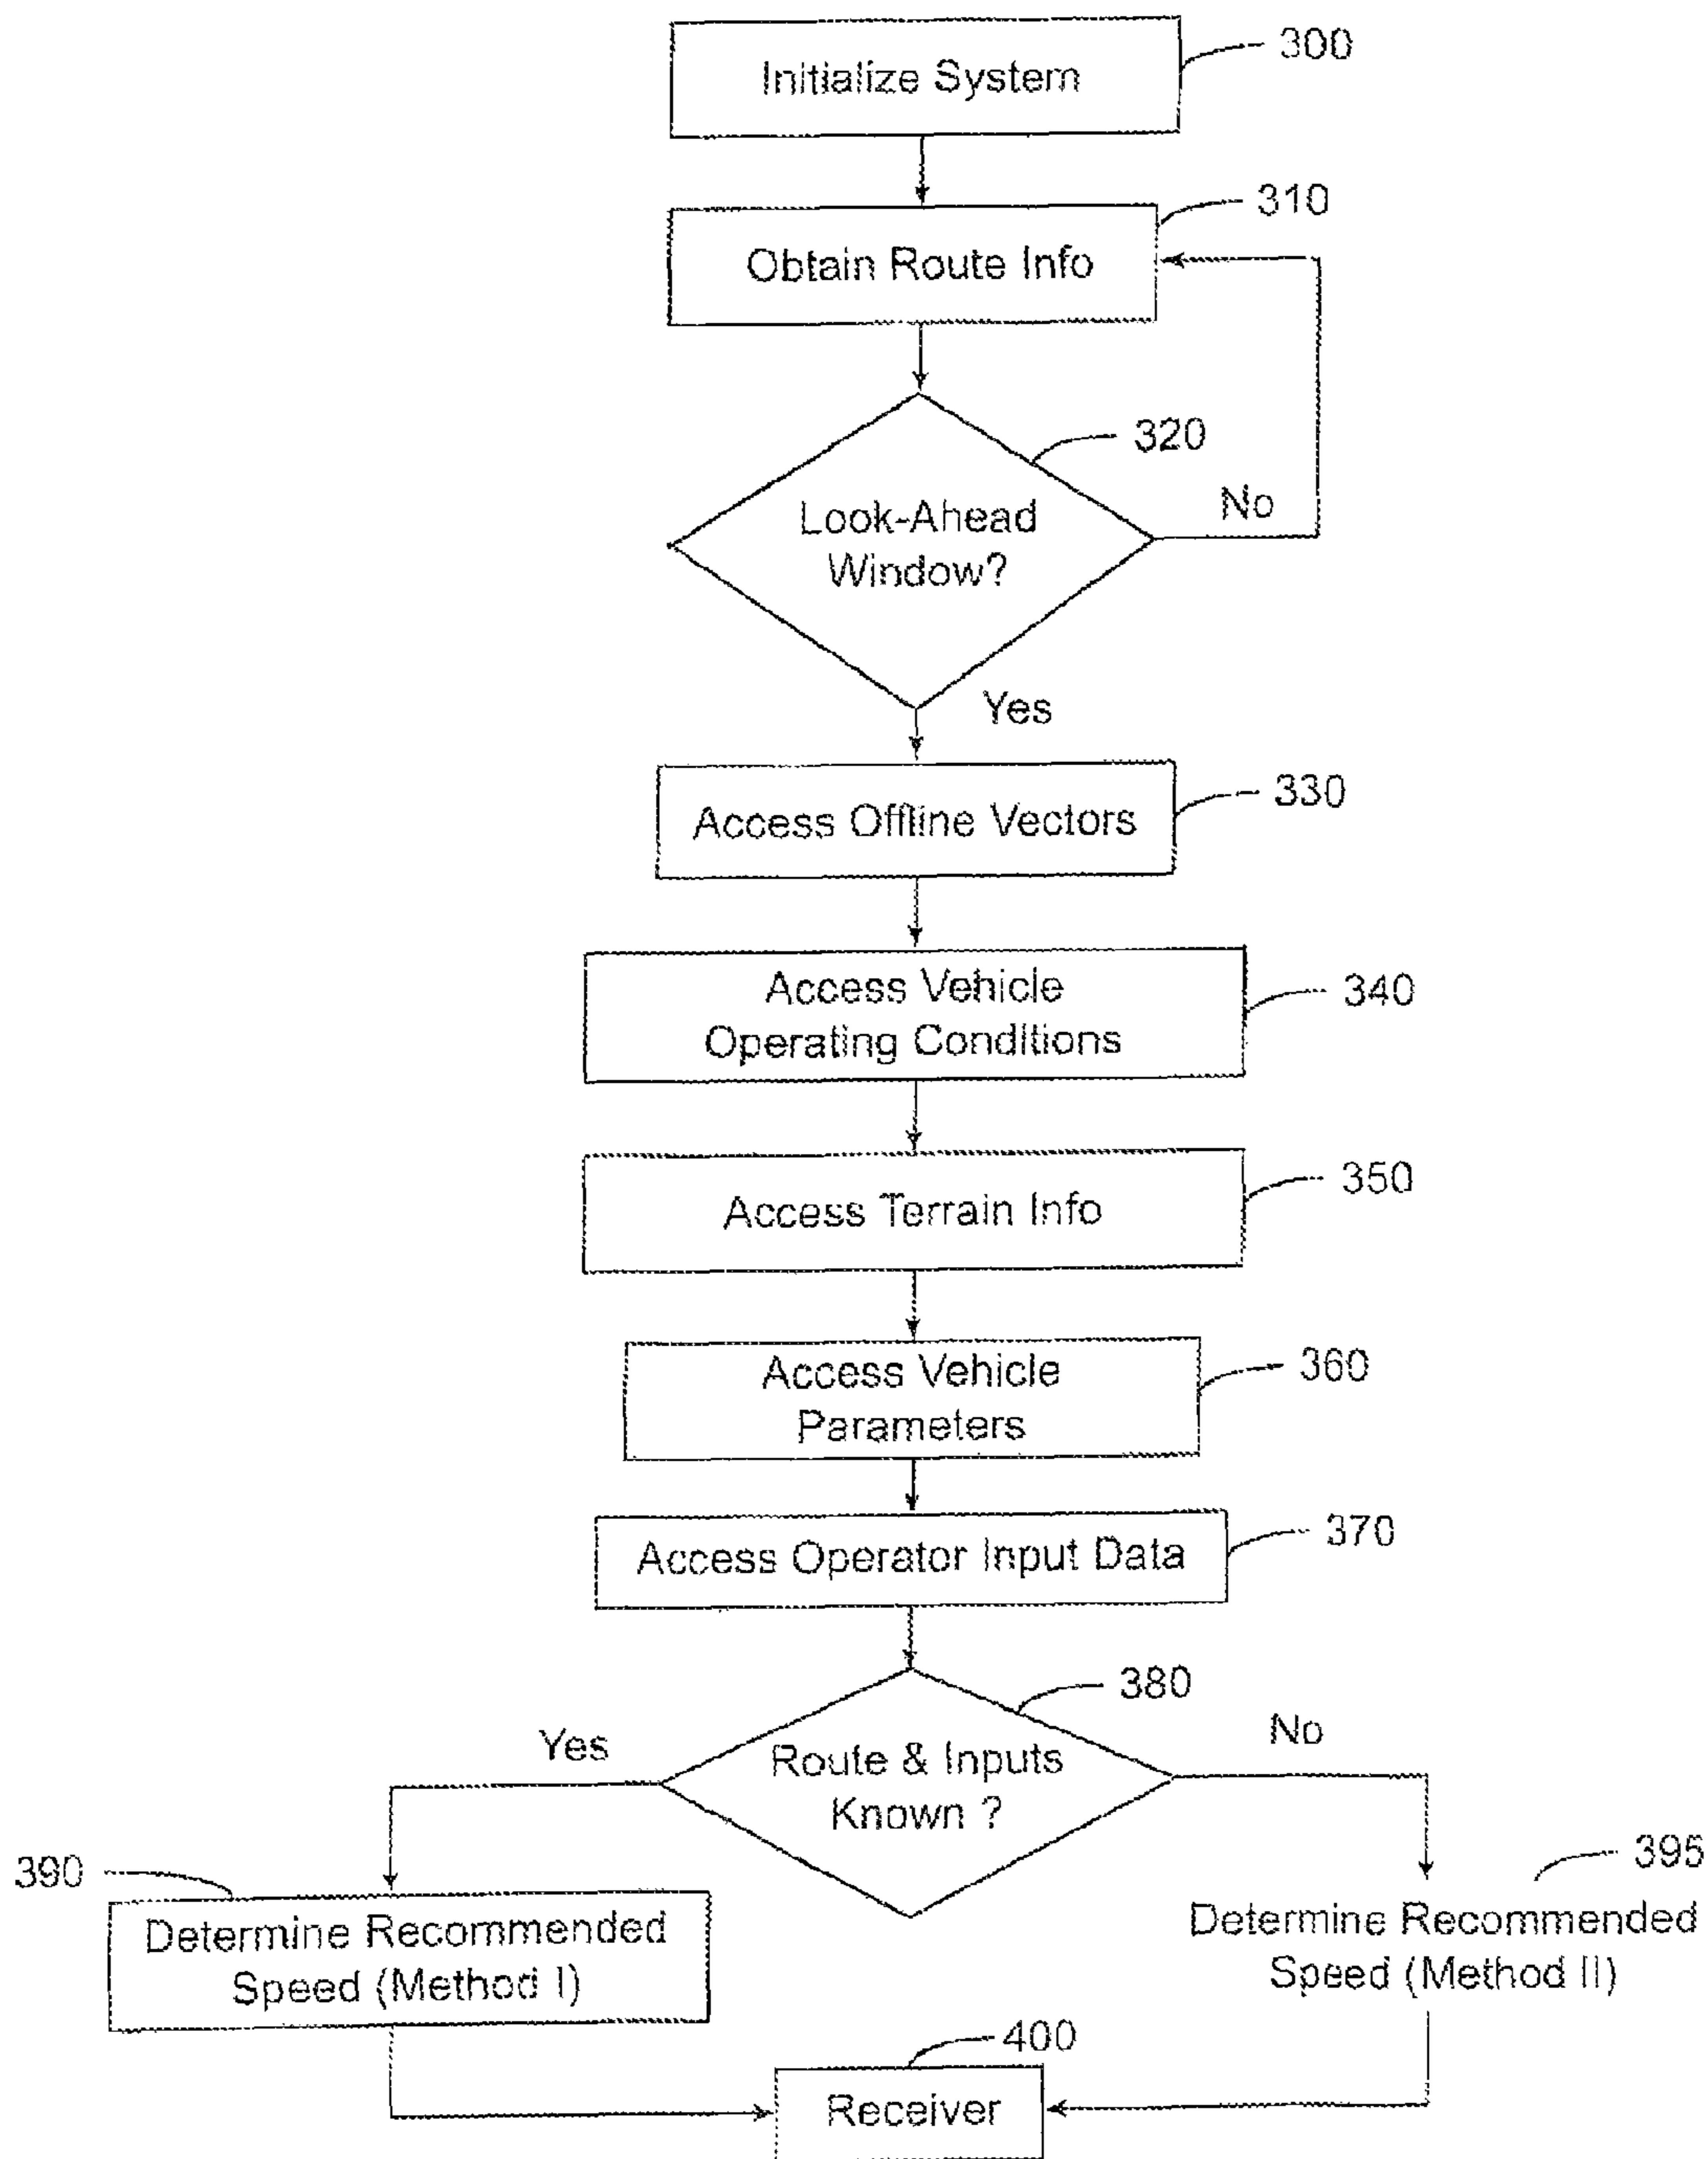 Initialize System
300
310
Obtain Route Info
320
Look-Ahead
Window?
No
Yes
330
Access Offline Vectors
Access Vehicle
Operating Conditions
340
350
Access Terrain Info
Access Vehicle
Parameters
360
370
Access Operator Input Data
380
Yes
No
Route & Inputs
Known ?
390
395
Determine Recommended
Speed (Method I)
Determine Recommended
Speed (Method II)
400
Receiver